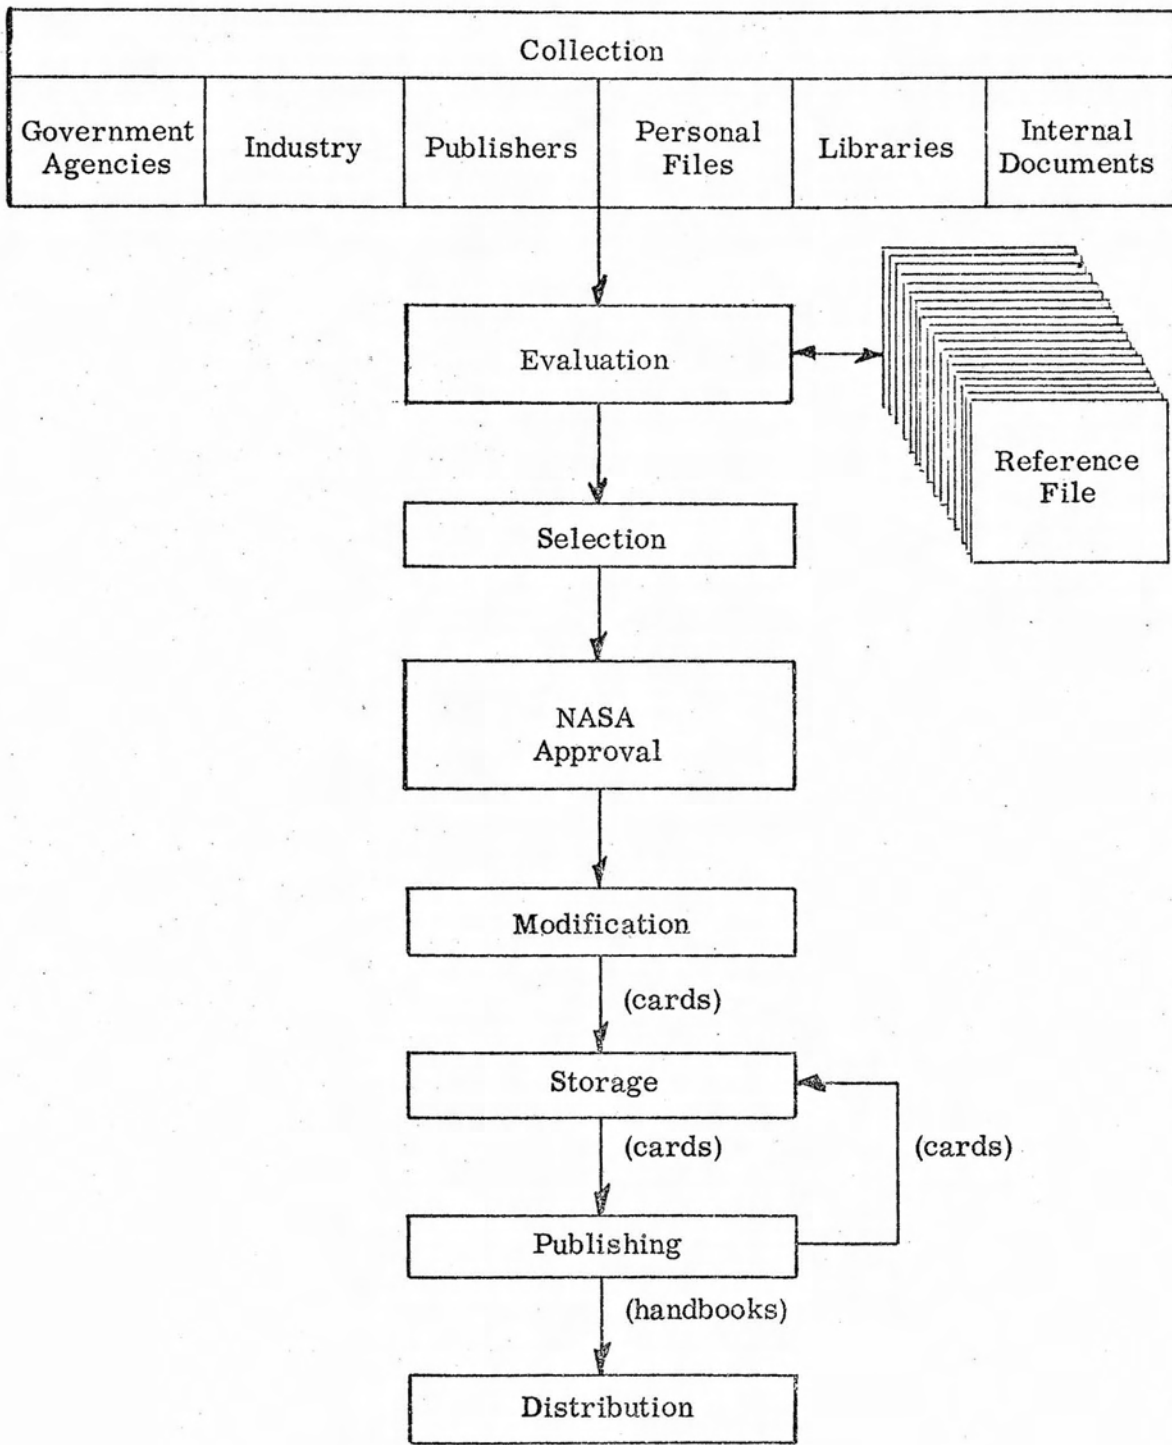 Collection
Government
Agencies
Industry
Publishers
Personal
Files
Libraries
Internal
Documents
Evaluation
Reference
File
Selection
NASA
Approval
Modification
(cards)
Storage
(cards)
(cards)
Publishing
(handbooks)
Distribution